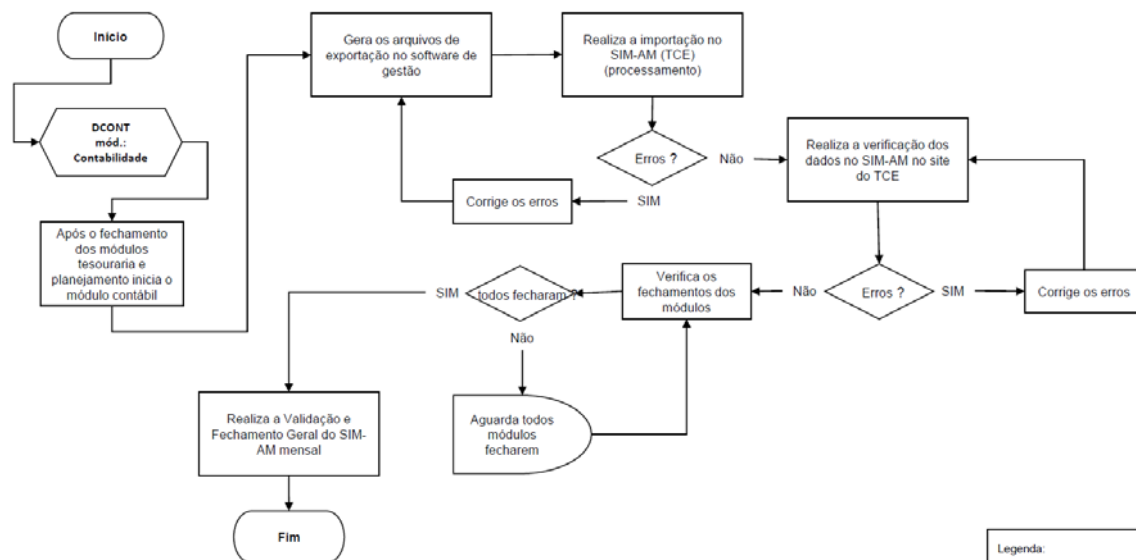 Início
DCONT
mód.:
Contabilidade
Após o fechamento
dos módulos
tesouraria e
planejamento inicia o
módulo contábil
Gera os arquivos de
exportação no software de
gestão
Realiza a importação no
SIM-AM (TCE)
(processamento)
Erros ?
Não
SIM
Corrige os erros
Realiza a verificação dos
dados no SIM-AM no site
do TCE
Erros ?
SIM
Corrige os erros
Não
Verifica os
fechamentos dos
módulos
todos fecharam ?
SIM
Não
Aguarda todos
módulos
fecharem
Realiza a Validação e
Fechamento Geral do SIM-
AM mensal
Fim
Legenda: